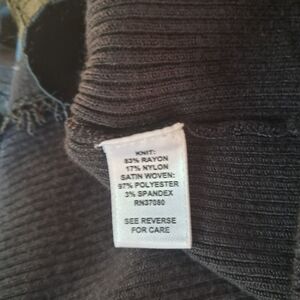 KNIT:
83% RAYON
17% NYLON
SATIN WOVEN:
97% POLYESTER
3% SPANDEX
RN37080
SEE REVERSE
FOR CARE